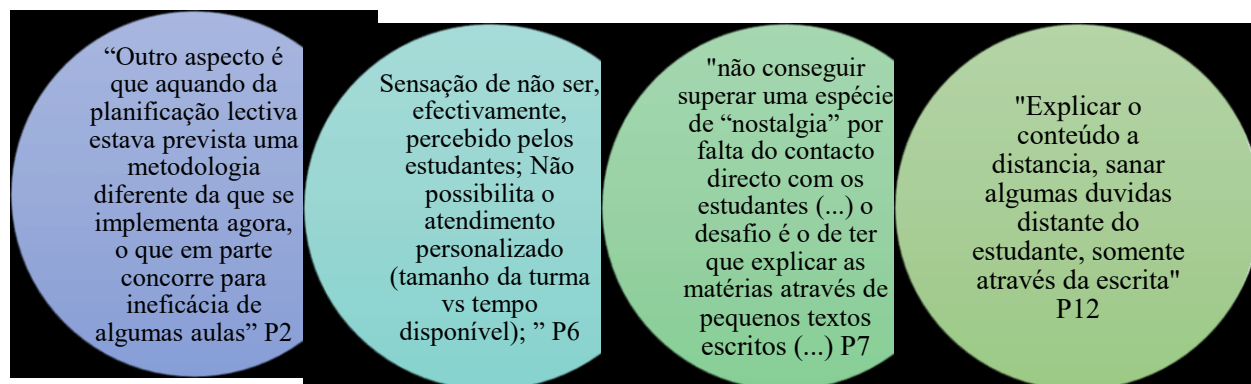 “Outro aspecto é
que aquando da
planificação lectiva
estava prevista uma
metodologia
diferente da que se
implementa agora,
o que em parte
concorre para
ineficácia de
algumas aulas” P2
Sensação de não ser,
efectivamente,
percebido pelos
estudantes; Não
possibilita o
atendimento
personalizado
(tamanho da turma
vs tempo
disponível); ” P6
"não conseguir
superar uma espécie
de “nostalgia” por
falta do contacto
directo com os
estudantes (...) o
desafio é o de ter
que explicar as
matérias através de
pequenos textos
escritos (...) P7
"Explicar o
conteúdo a
distancia, sanar
algumas duvidas
distante do
estudante, somente
através da escrita"
P12